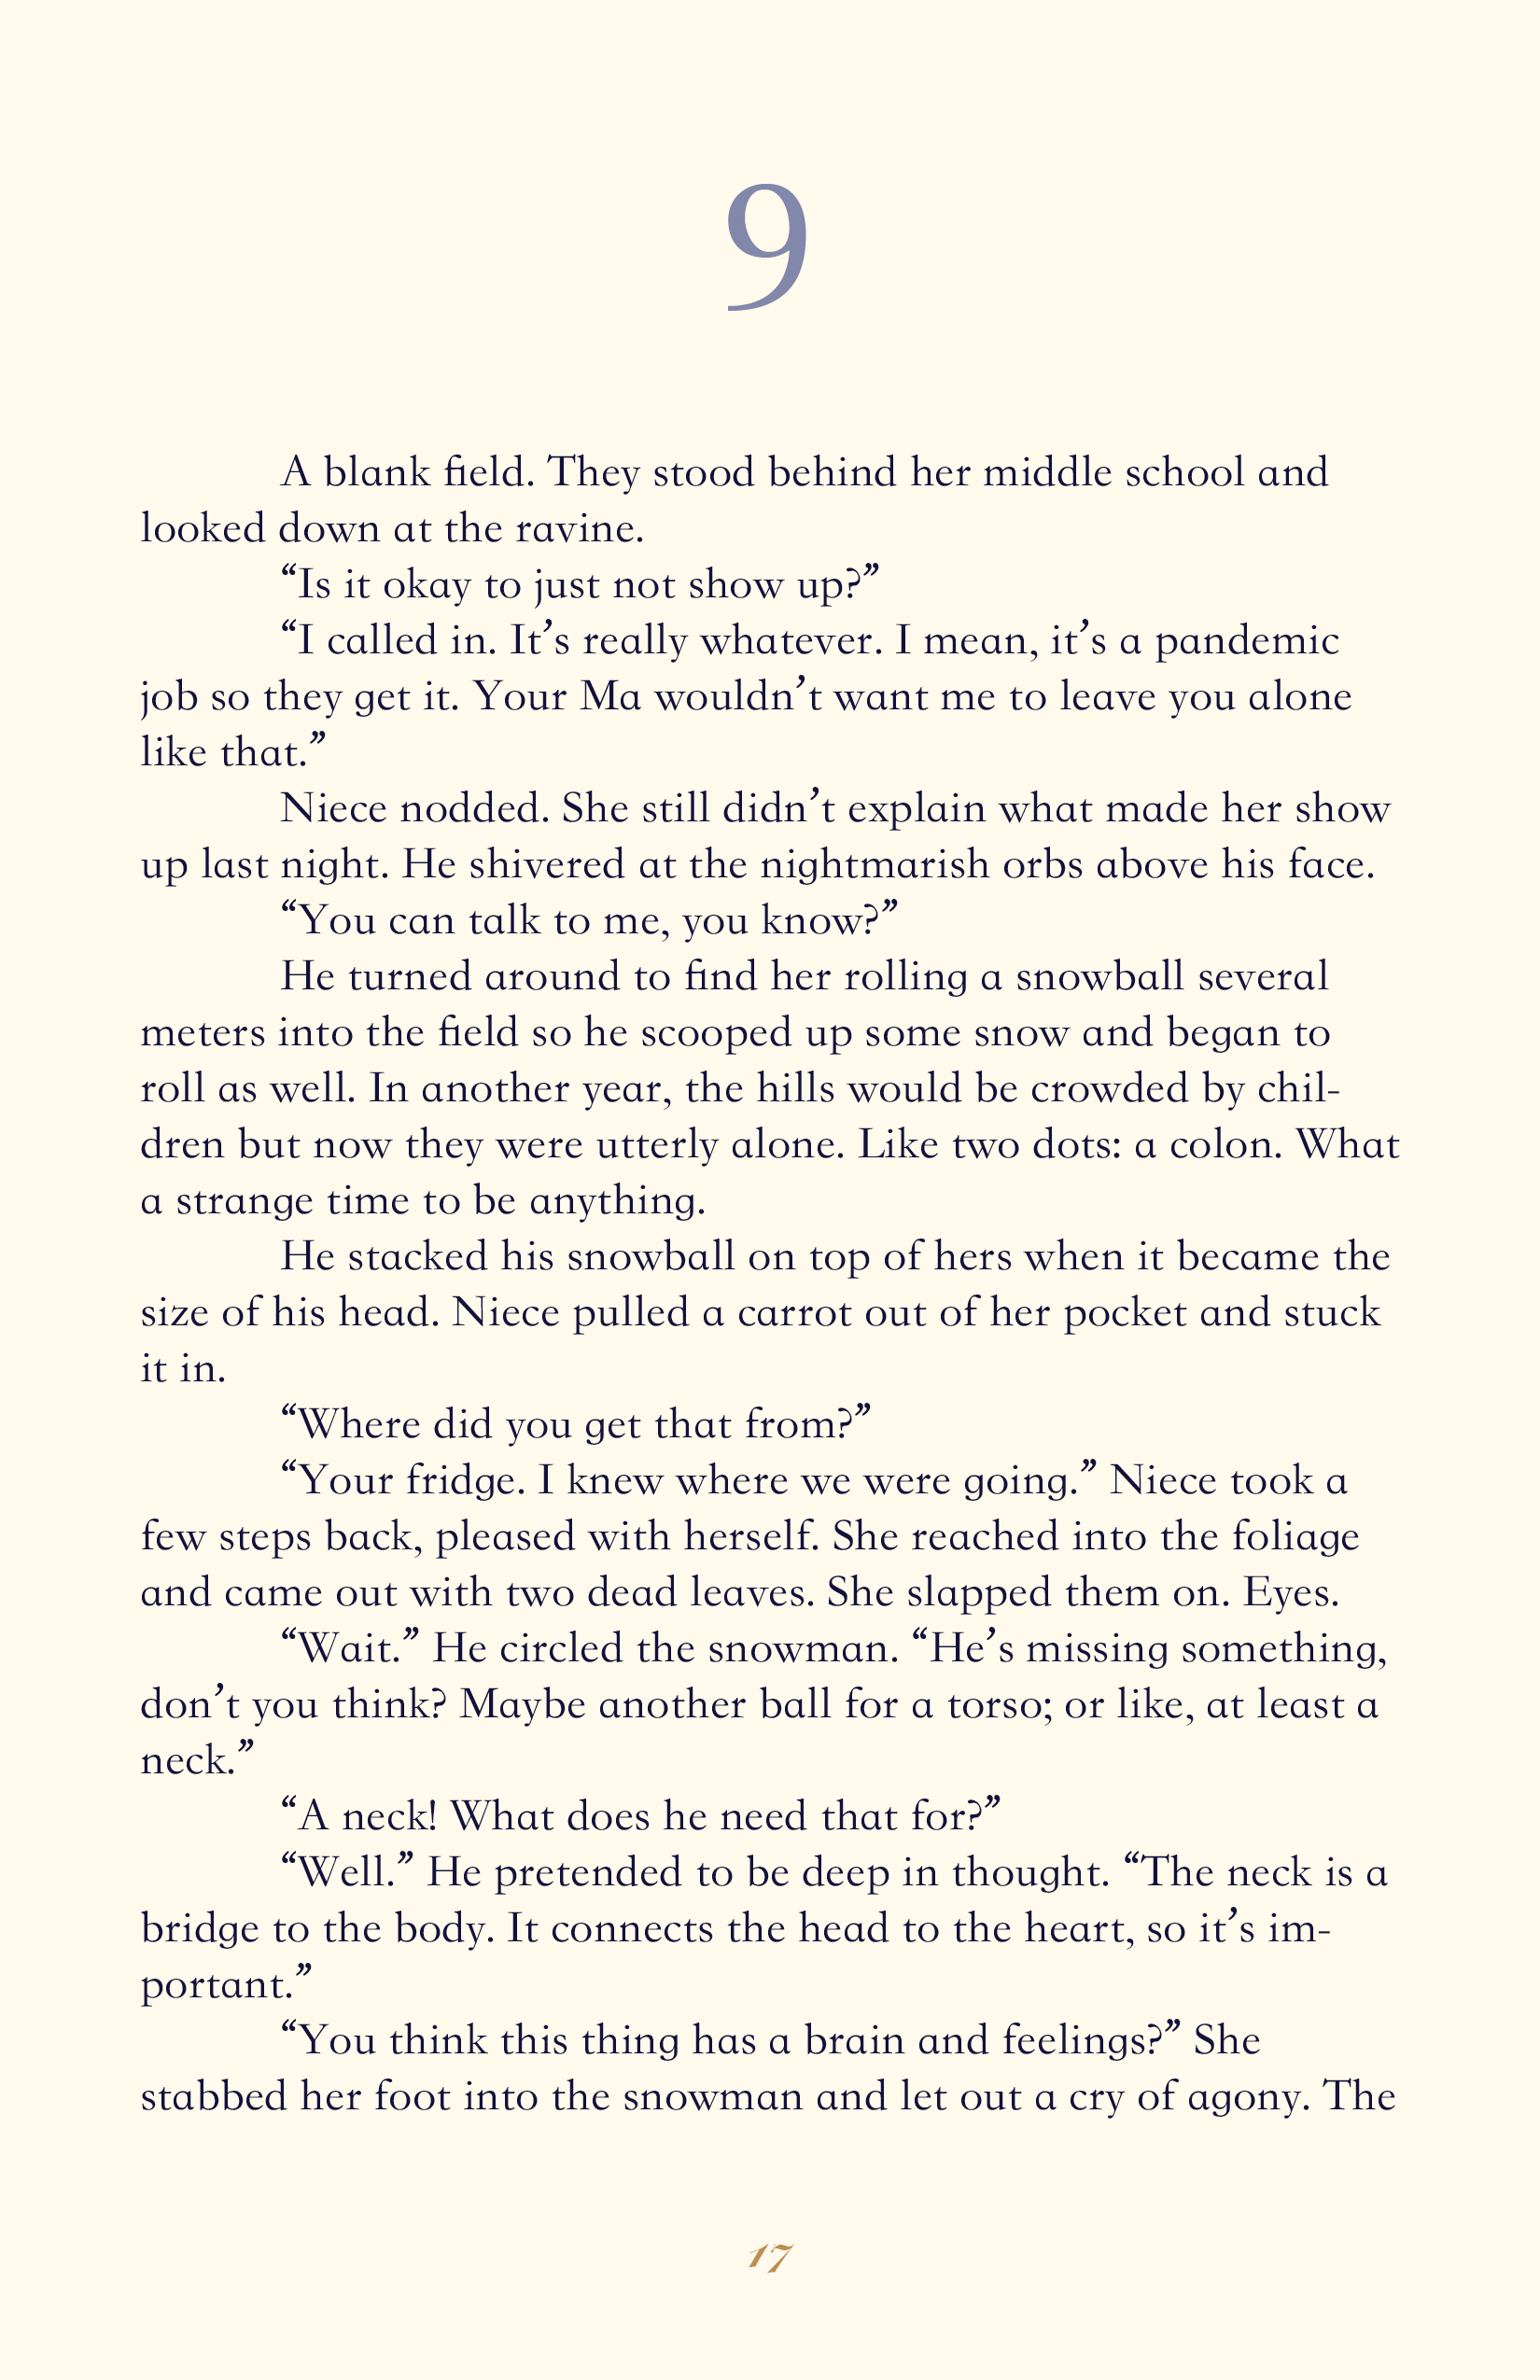 9
A blank field. They stood behind her middle school and
looked down at the ravine.
“Is it okay to just not show up?”
“I called in. It’s really whatever. I mean, it’s a pandemic
job so they get it. Your Ma wouldn’t want me to leave you alone
like that.”
Niece nodded. She still didn’t explain what made her show
up last night. He shivered at the nightmarish orbs above his face.
“You can talk to me, you know?”
He turned around to find her rolling a snowball several
meters into the field so he scooped up some snow and began to
roll as well. In another year, the hills would be crowded by chil-
dren but now they were utterly alone. Like two dots: a colon. What
a strange time to be anything.
He stacked his snowball on top of hers when it became the
size of his head. Niece pulled a carrot out of her pocket and stuck
it in.
“Where did you get that from?”
“Your fridge. I knew where we were going.” Niece took a
few steps back, pleased with herself. She reached into the foliage
and came out with two dead leaves. She slapped them on. Eyes.
“Wait.” He circled the snowman. “He’s missing something,
don’t you think? Maybe another ball for a torso; or like, at least a
neck.”
“A neck! What does he need that for?”
“Well.” He pretended to be deep in thought. “The neck is a
bridge to the body. It connects the head to the heart, so it’s im-
portant.”
“You think this thing has a brain and feelings?” She
stabbed her foot into the snowman and let out a cry of agony. The
17